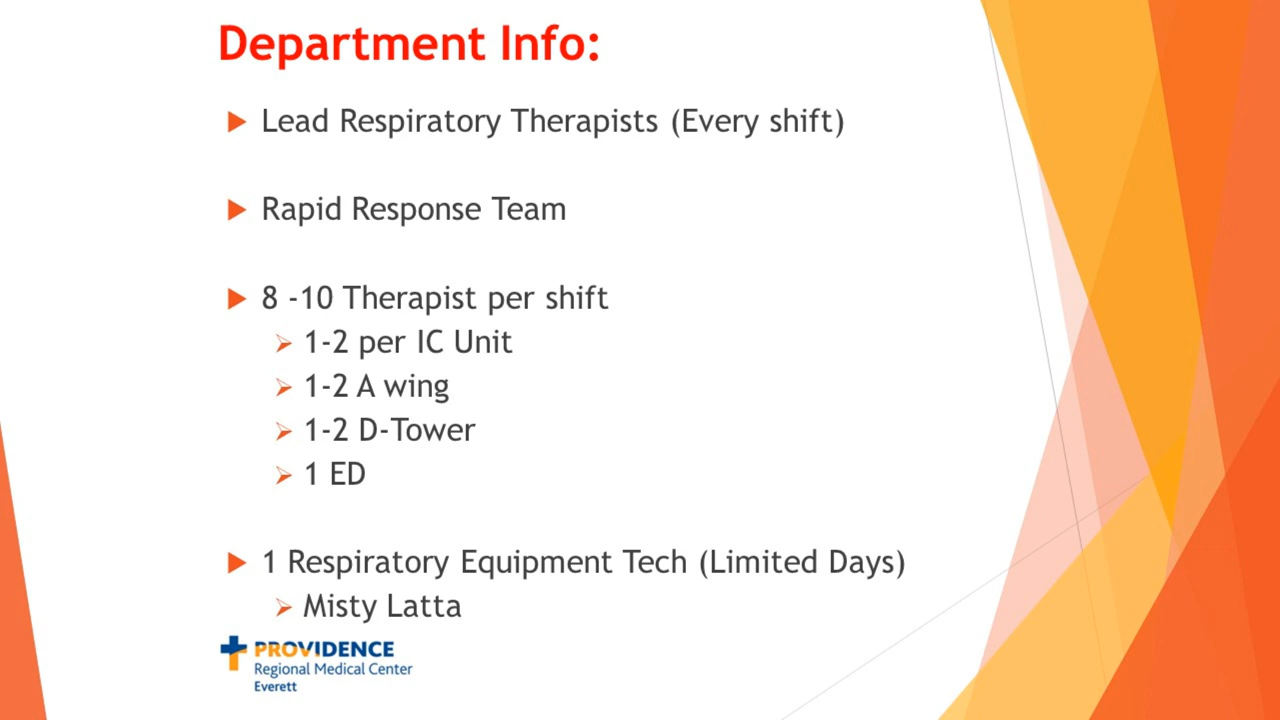 Department Info:
Lead Respiratory Therapists (Every shift)
Rapid Response Team
8 -10 Therapist per shift
1-2 per IC Unit
1-2 A wing
1-2 D-Tower
1 ED
1 Respiratory Equipment Tech (Limited Days)
Misty Latta
PROVIDENCE
Regional Medical Center
Everett